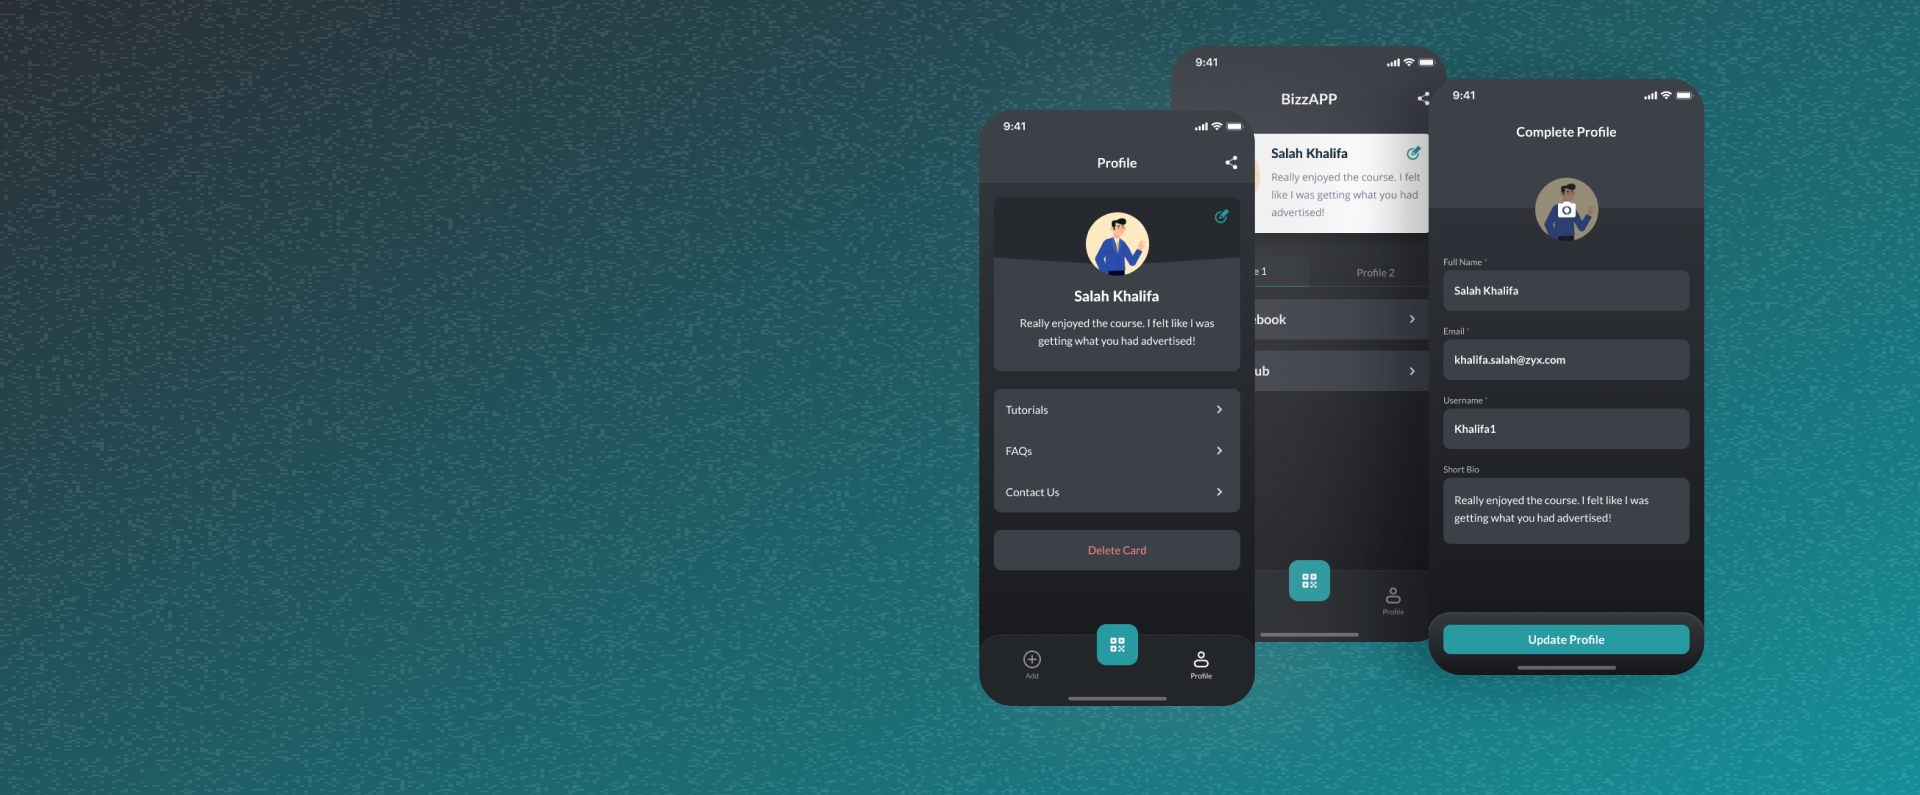 9:41
Profile
Salah Khalifa
Really enjoyed the course. I felt like I was
getting what you had advertised!
Tutorials
FAQs
Contact Us
Delete Card
Add
Profile
9:41
BizzAPP
Salah Khalifa
Really enjoyed the course. I felt
like I was getting what you had
advertised!
e 1
Profile 2
ebook
ub
Profile
9:41
Complete Profile
Full Name *
Salah Khalifa
Email *
khalifa.salah@zyx.com
Username *
Khalifa1
Short Bio
Really enjoyed the course. I felt like I was
getting what you had advertised!
Update Profile